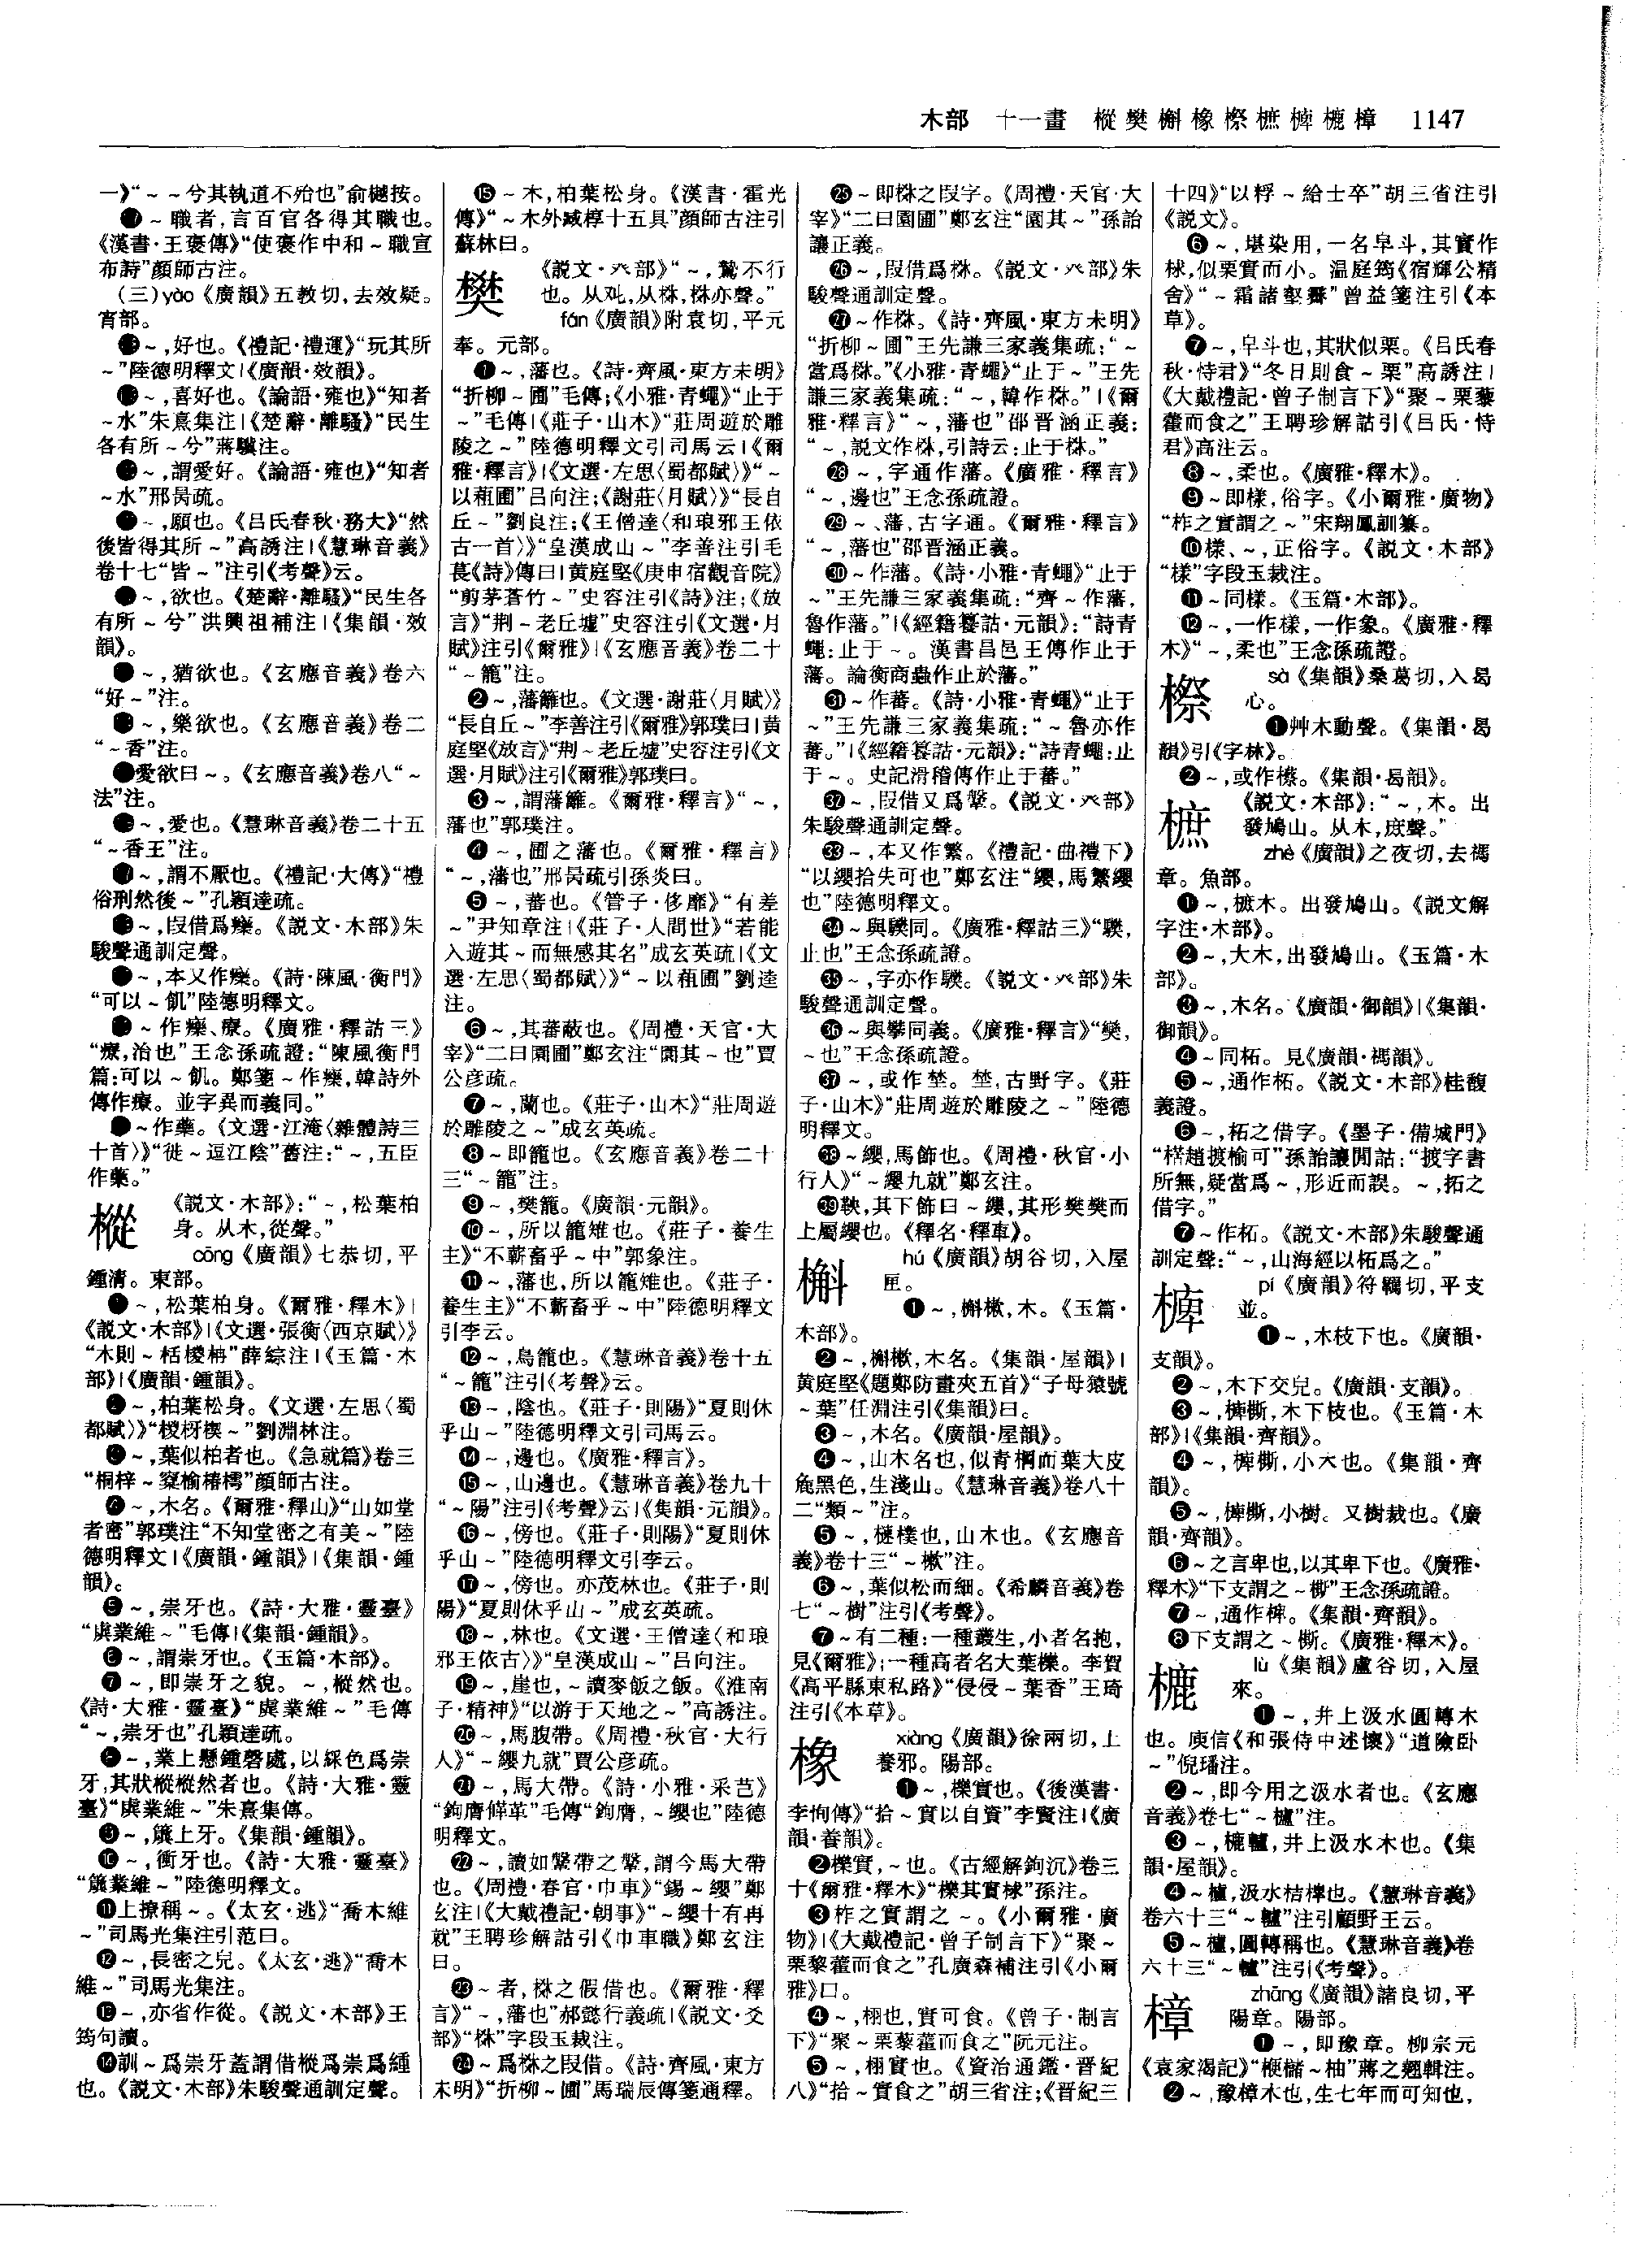 木部　十一畫　樅樊槲橡㮏樜㯅樚樟　1147
一》“～～兮其執道不殆也”俞樾按。
～職者,言百官各得其職也。
《漢書·王褒傳》“使褒作中和～職宣
布詩”顔師古注。
(三)yào《廣韻》五教切,去效疑。
宵部。
～,好也。《禮記·禮運》“玩其所
～”陸德明釋文|《廣韻·效韻》。
～,喜好也。《論語·雍也》“知者
～水”朱熹集注|《楚辭·離騷》“民生
各有所～兮”蔣驥注。
～,謂愛好。《論語·雍也》“知者
～水”邢昺疏。
～,願也。《吕氏春秋·務大》“然
後皆得其所～”高誘注|《慧琳音義》
卷十七“皆～”注引《考聲》云。
～,欲也。《楚辭·離騷》“民生各
有所～兮”洪興祖補注|《集韻·效
韻》。
～,猶欲也。《玄應音義》卷六
“好～”注。
～,樂欲也。《玄應音義》卷二
“～香”注。
愛欲曰～。《玄應音義》卷八“～
法”注。
～,愛也。《慧琳音義》卷二十五
“～香王”注。
～,謂不厭也。《禮記·大傳》“禮
俗刑然後～”孔穎達疏。
～,叚借爲𤻲。《説文·木部》朱
駿聲通訓定聲。
～,本又作𤻲。《詩·陳風·衡門》
“可以～飢”陸德明釋文。
～作𤻲、療。《廣雅·釋詁三》
“療,治也”王念孫疏證:“陳風衡門
篇:可以～飢。鄭箋～作𤻲,韓詩外
傳作療。並字異而義同。”
～作藥。《文選·江淹〈雜體詩三
十首〉》“徙～逗江陰”舊注:“～,五臣
作藥。”
樅
《説文·木部》:“～,松葉柏
身。从木,從聲。”
cōng《廣韻》七恭切,平
鍾清。東部。
❶～,松葉柏身。《爾雅·釋木》|
《説文·木部》|《文選·張衡〈西京賦〉》
“木則～栝椶枏”薛綜注|《玉篇·木
部》|《廣韻·鍾韻》。
❷～,柏葉松身。《文選·左思〈蜀
都賦〉》“椶枒楔～”劉淵林注。
❸～,葉似柏者也。《急就篇》卷三
“桐梓～窫榆椿樗”顔師古注。
❹～,木名。《爾雅·釋山》“山如堂
者密”郭璞注“不知堂密之有美～”陸
德明釋文|《廣韻·鍾韻》|《集韻·鍾
韻》。
❺～,崇牙也。《詩·大雅·靈臺》
“虡業維～”毛傳|《集韻·鍾韻》。
❻～,謂崇牙也。《玉篇·木部》。
❼～,即崇牙之貌。～,樅然也。
《詩·大雅·靈臺》“虡業維～”毛傳
“～,崇牙也”孔穎達疏。
❽～,業上懸鍾磬處,以綵色爲崇
牙,其狀樅樅然者也。《詩·大雅·靈
臺》“虡業維～”朱熹集傳。
❾～,簴上牙。《集韻·鍾韻》。
❿～,衝牙也。《詩·大雅·靈臺》
“簴業維～”陸德明釋文。
⓫上撩稱～。《太玄·逃》“喬木維
～”司馬光集注引范曰。
⓬～,長密之皃。《太玄·逃》“喬木
維～”司馬光集注。
⓭～,亦省作從。《説文·木部》王
筠句讀。
⓮訓～爲崇牙蓋謂借樅爲崇爲緟
也。《説文·木部》朱駿聲通訓定聲。
⓯～木,柏葉松身。《漢書·霍光
傳》“～木外臧椁十五具”顔師古注引
蘇林曰。
樊
《説文·𠬜部》“～,騺不行
也。从𠬜,从棥,棥亦聲。”
fán《廣韻》附袁切,平元
奉。元部。
❶～,藩也。《詩·齊風·東方未明》
“折柳～圃”毛傳;《小雅·青蠅》“止于
～”毛傳|《莊子·山木》“莊周遊於雕
陵之～”陸德明釋文引司馬云|《爾
雅·釋言》|《文選·左思〈蜀都賦〉》“～
以蒩圃”吕向注;《謝莊〈月賦〉》“長自
丘～”劉良注;《王僧達〈和琅邪王依
古一首〉》“皇漢成山～”李善注引毛
萇《詩》傳曰|黄庭堅《庚申宿觀音院》
“剪茅蒼竹～”史容注引《詩》注;《放
言》“荆～老丘墟”史容注引《文選·月
賦》注引《爾雅》|《玄應音義》卷二十
“～籠”注。
❷～,藩籬也。《文選·謝莊〈月賦〉》
“長自丘～”李善注引《爾雅》郭璞曰|黄
庭堅《放言》“荆～老丘墟”史容注引《文
選·月賦》注引《爾雅》郭璞曰。
❸～,謂藩籬。《爾雅·釋言》“～,
藩也”郭璞注。
❹～,圃之藩也。《爾雅·釋言》
“～,藩也”邢昺疏引孫炎曰。
❺～,蕃也。《管子·侈靡》“有差
～”尹知章注|《莊子·人間世》“若能
入遊其～而無感其名”成玄英疏|《文
選·左思〈蜀都賦〉》“～以蒩圃”劉逵
注。
❻～,其蕃蔽也。《周禮·天官·大
宰》“二曰園圃”鄭玄注“園其～也”賈
公彦疏。
❼～,蘭也。《莊子·山木》“莊周遊
於雕陵之～”成玄英疏。
❽～即籠也。《玄應音義》卷二十
三“～籠”注。
❾～,樊籠。《廣韻·元韻》。
❿～,所以籠雉也。《莊子·養生
主》“不蘄畜乎～中”郭象注。
⓫～,藩也,所以籠雉也。《莊子·
養生主》“不蘄畜乎～中”陸德明釋文
引李云。
⓬～,鳥籠也。《慧琳音義》卷十五
“～籠”注引《考聲》云。
⓭～,陰也。《莊子·則陽》“夏則休
乎山～”陸德明釋文引司馬云。
⓮～,邊也。《廣雅·釋言》。
⓯～,山邊也。《慧琳音義》卷九十
“～陽”注引《考聲》云|《集韻·元韻》。
⓰～,傍也。《莊子·則陽》“夏則休
乎山～”陸德明釋文引李云。
⓱～,傍也。亦茂林也。《莊子·則
陽》“夏則休乎山～”成玄英疏。
⓲～,林也。《文選·王僧達〈和琅
邪王依古〉》“皇漢成山～”吕向注。
⓳～,崖也,～讀麥飯之飯。《淮南
子·精神》“以游于天地之～”高誘注。
⓴～,馬腹帶。《周禮·秋官·大行
人》“～纓九就”賈公彦疏。
㉑～,馬大帶。《詩·小雅·采芑》
“鉤膺鞗革”毛傳“鉤膺,～纓也”陸德
明釋文。
㉒～,讀如鞶帶之鞶,謂今馬大帶
也。《周禮·春官·巾車》“錫～纓”鄭
玄注|《大戴禮記·朝事》“～纓十有再
就”王聘珍解詁引《巾車職》鄭玄注
曰。
㉓～者,棥之假借也。《爾雅·釋
言》“～,藩也”郝懿行義疏|《説文·爻
部》“棥”字段玉裁注。
㉔～爲棥之叚借。《詩·齊風·東方
未明》“折柳～圃”馬瑞辰傳箋通釋。
㉕～即棥之叚字。《周禮·天官·大
宰》“二曰園圃”鄭玄注“園其～”孫詒
讓正義。
㉖～,叚借爲棥。《説文·𠬜部》朱
駿聲通訓定聲。
㉗～作棥。《詩·齊風·東方未明》
“折柳～圃”王先謙三家義集疏:“～
當爲棥。”《小雅·青蠅》“止于～”王先
謙三家義集疏:“～,韓作棥。”|《爾
雅·釋言》“～,藩也”邵晋涵正義:
“～,説文作棥,引詩云:止于棥。”
㉘～,字通作藩。《廣雅·釋言》
“～,邊也”王念孫疏證。
㉙～、藩,古字通。《爾雅·釋言》
“～,藩也”邵晋涵正義。
㉚～作藩。《詩·小雅·青蠅》“止于
～”王先謙三家義集疏:“齊～作藩,
魯作藩。”|《經籍籑詁·元韻》:“詩青
蠅:止于～。漢書昌邑王傳作止于
藩。論衡商蟲作止於藩。”
㉛～作蕃。《詩·小雅·青蠅》“止于
～”王先謙三家義集疏:“～魯亦作
蕃。”|《經籍籑詁·元韻》:“詩青蠅:止
于～。史記滑稽傳作止于蕃。”
㉜～,叚借又爲鞶。《説文·𠬜部》
朱駿聲通訓定聲。
㉝～,本又作繁。《禮記·曲禮下》
“以纓拾矢可也”鄭玄注“纓,馬繁纓
也”陸德明釋文。
㉞～與䮳同。《廣雅·釋詁三》“䮳,
止也”王念孫疏證。
㉟～,字亦作䮳。《説文·𠬜部》朱
駿聲通訓定聲。
㊱～與攀同義。《廣雅·釋言》“㸅,
～也”王念孫疏證。
㊲～,或作埜。埜,古野字。《莊
子·山木》“莊周遊於雕陵之～”陸德
明釋文。
㊳～纓,馬飾也。《周禮·秋官·小
行人》“～纓九就”鄭玄注。
㊴鞅,其下飾曰～纓,其形樊樊而
上屬纓也。《釋名·釋車》。
槲
hú《廣韻》胡谷切,入屋
匣。
❶～,槲樕,木。《玉篇·
木部》。
❷～,槲樕,木名。《集韻·屋韻》|
黄庭堅《題鄭防畫夾五首》“子母猿號
～葉”任淵注引《集韻》曰。
❸～,木名。《廣韻·屋韻》。
❹～,山木名也,似青棡而葉大皮
麁黑色,生淺山。《慧琳音義》卷八十
二“類～”注。
❺～,槤樸也,山木也。《玄應音
義》卷十三“～樕”注。
❻～,葉似松而細。《希麟音義》卷
七“～樹”注引《考聲》。
❼～有二種:一種叢生,小者名抱,
見《爾雅》;一種高者名大葉櫟。李賀
《高平縣東私路》“侵侵～葉香”王琦
注引《本草》。
橡
xiàng《廣韻》徐兩切,上
養邪。陽部。
❶～,櫟實也。《後漢書·
李恂傳》“拾～實以自資”李賢注|《廣
韻·養韻》。
❷櫟實,～也。《古經解鉤沉》卷三
十《爾雅·釋木》“櫟其實梂”孫注。
❸柞之實謂之～。《小爾雅·廣
物》|《大戴禮記·曾子制言下》“聚～
栗藜藿而食之”孔廣森補注引《小爾
雅》曰。
❹～,栩也,實可食。《曾子·制言
下》“聚～栗藜藿而食之”阮元注。
❺～,栩實也。《資治通鑑·晋紀
八》“拾～實食之”胡三省注;《晋紀三
十四》“以桴～給士卒”胡三省注引
《説文》。
❻～,堪染用,一名皁斗,其實作
梂,似栗實而小。温庭筠《宿輝公精
舍》“～霜諸壑霽”曾益箋注引《本
草》。
❼～,皁斗也,其狀似栗。《吕氏春
秋·恃君》“冬日則食～栗”高誘注|
《大戴禮記·曾子制言下》“聚～栗藜
藿而食之”王聘珍解詁引《吕氏·恃
君》高注云。
❽～,柔也。《廣雅·釋木》。
❾～即樣,俗字。《小爾雅·廣物》
“柞之實謂之～”宋翔鳳訓纂。
❿樣、～,正俗字。《説文·木部》
“樣”字段玉裁注。
⓫～同樣。《玉篇·木部》。
⓬～,一作樣,一作象。《廣雅·釋
木》“～,柔也”王念孫疏證。
㮏
sà《集韻》桑葛切,入曷
心。
❶艸木動聲。《集韻·曷
韻》引《字林》。
❷～,或作榝。《集韻·曷韻》。
樜
《説文·木部》:“～,木。出
發鳩山。从木,庶聲。”
zhè《廣韻》之夜切,去禡
章。魚部。
❶～,樜木。出發鳩山。《説文解
字注·木部》。
❷～,大木,出發鳩山。《玉篇·木
部》。
❸～,木名。《廣韻·御韻》|《集韻·
御韻》。
❹～同柘。見《廣韻·禡韻》。
❺～,通作柘。《説文·木部》桂馥
義證。
❻～,柘之借字。《墨子·備城門》
孫詒讓閒詁:“披字書
所無,疑當爲～,形近而誤。～,拓之
借字。”
❼～作柘。《説文·木部》朱駿聲通
訓定聲:“～,山海經以柘爲之。”
㯅
pí《廣韻》符羈切,平支
並。
❶～,木枝下也。《廣韻·
支韻》。
❷～,木下交皃。《廣韻·支韻》。
❸～,㯅㯕,木下枝也。《玉篇·木
部》|《集韻·齊韻》。
❹～,㯅㯕,小木也。《集韻·齊
韻》。
❺～,㯅㯕,小樹。又樹栽也。《廣
韻·齊韻》。
❻～之言卑也,以其卑下也。《廣雅·
釋木》“下支謂之～㯕”王念孫疏證。
❼～,通作椑。《集韻·齊韻》。
❽下支謂之～㯕。《廣雅·釋木》。
樚
lù《集韻》盧谷切,入屋
來。
❶～,井上汲水圓轉木
也。庾信《和張侍中述懷》“道險卧
～”倪璠注。
❷～,即今用之汲水者也。《玄應
音義》卷七“～櫨”注。
❸～,樚轤,井上汲水木也。《集
韻·屋韻》。
❹～櫨,汲水桔橰也。《慧琳音義》
卷六十三“～轤”注引顧野王云。
❺～櫨,圓轉稱也。《慧琳音義》卷
六十三“～轤”注引《考聲》。
樟
zhāng《廣韻》諸良切,平
陽章。陽部。
❶～,即豫章。柳宗元
《袁家渴記》“楩櫧～柚”蔣之翹輯注。
❷～,豫樟木也,生七年而可知也,